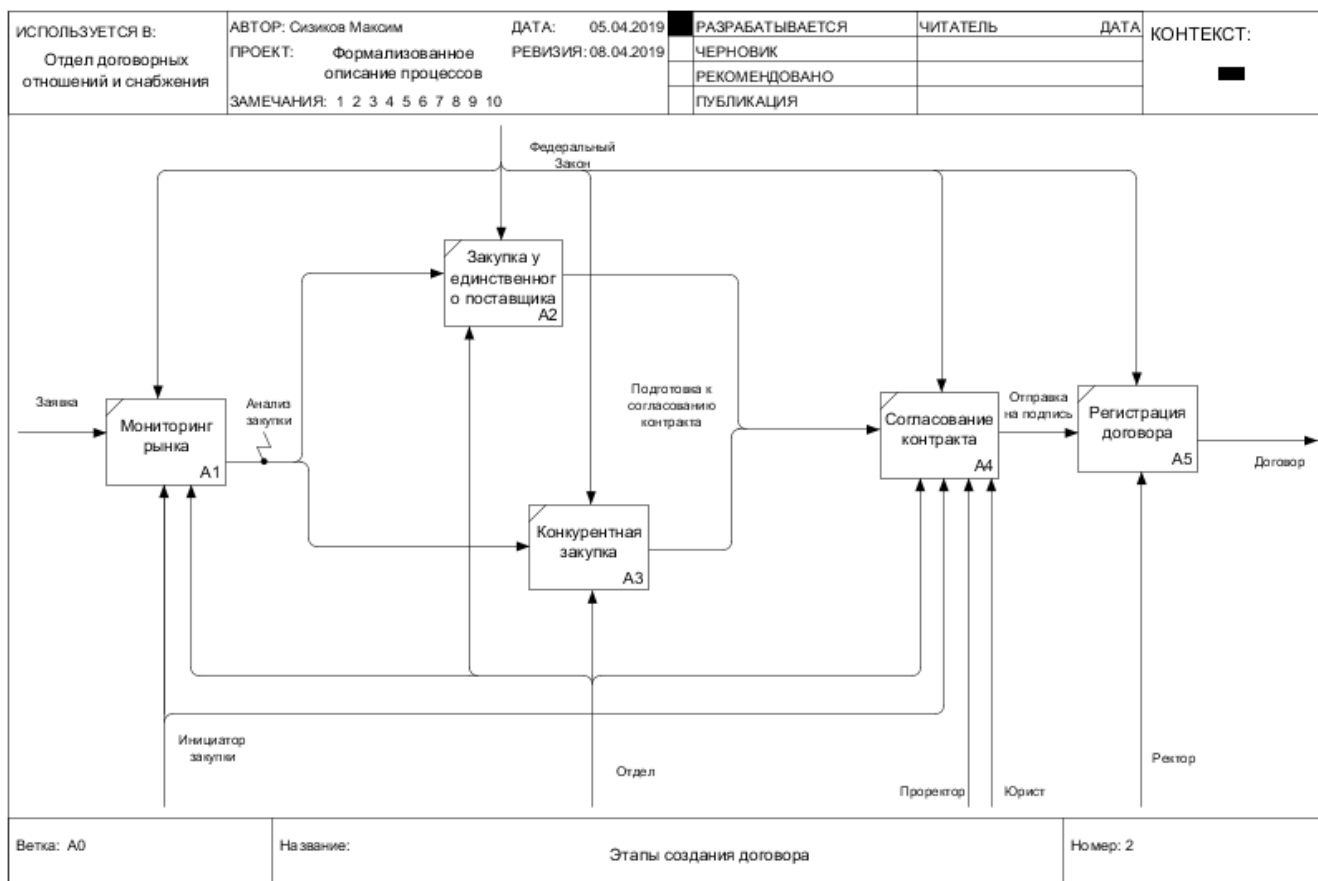 ИСПОЛЬЗУЕТСЯ В:
Отдел договорных
отношений и снабжения
АВТОР: Сизиков Максим
ДАТА: 05.04.2019
ПРОЕКТ: Формализованное
описание процессов
РЕВИЗИЯ: 08.04.2019
ЗАМЕЧАНИЯ: 1 2 3 4 5 6 7 8 9 10
РАЗРАБАТЫВАЕТСЯ
ЧЕРНОВИК
РЕКОМЕНДОВАНО
ПУБЛИКАЦИЯ
ЧИТАТЕЛЬ ДАТА
КОНТЕКСТ:
Федеральный
Закон
Закупка у
единственног
о поставщика
A2
Заявка
Мониторинг
рынка
A1
Анализ
закупки
Подготовка к
согласованию
контракта
Конкурентная
закупка
A3
Согласование
контракта
A4
Отправка
на подпись
Регистрация
договора
A5
Договор
Инициатор
закупки
Отдел
Проректор
Юрист
Ректор
Ветка: A0
Название:
Этапы создания договора
Номер: 2